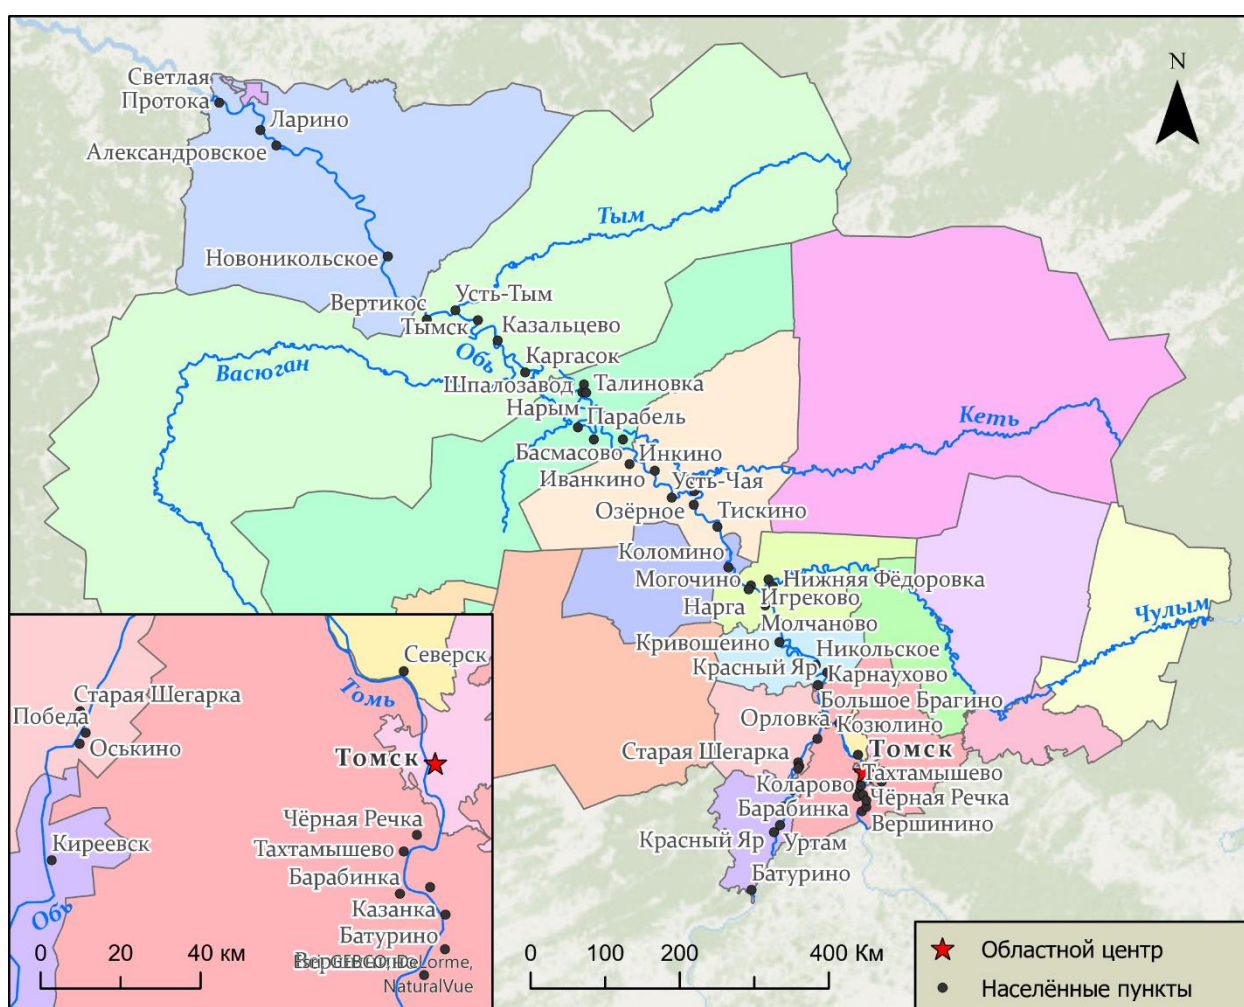 N
Светлая
Протока
Ларино
Александровское
Тым
Новоникольское
Вертикос
Усть-Тым
Тымск
Казальцево
Обь
Каргасок
Васюган
Шпалозавод
Талиновка
Нарым
Парабель
Кеть
Басмасово
Инкино
Иванкино
Усть-Чая
Озёрное
Тискино
Коломино
Могочино
Нижняя Фёдоровка
Нарга
Игреково
Молчаново
Чулым
Кривошеино
Никольское
Красный Яр
Карнаухово
Большое Брагино
Орловка
Козюлино
Старая Шегарка
Томск
Тахтамышево
Коларово
Чёрная Речка
Барабинка
Вершинино
Красный Яр
Уртам
Батурино
Северск
Томь
Старая Шегарка
Победа
Оськино
Томск
Чёрная Речка
Киреевск
Тахтамышево
Барабинка
Обь
Казанка
Батурино
Esri, GEBCO, DeLorme,
NaturalVue
0 20 40 Км
0 100 200 400 Км
Областной центр
Населённые пункты